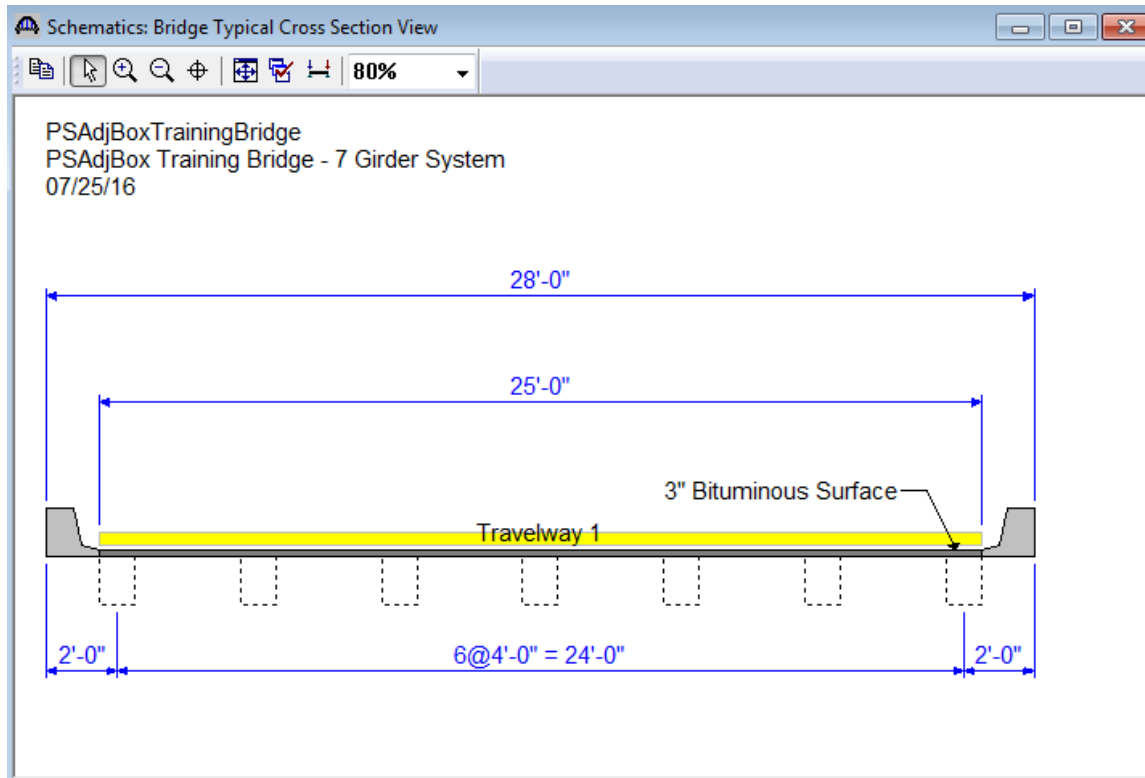 Schematics: Bridge Typical Cross Section View
80%
PSAdjBoxTrainingBridge
PSAdjBox Training Bridge - 7 Girder System
07/25/16
28'-0"
25'-0"
3" Bituminous Surface
Travelway 1
2'-0" 6@4'-0" = 24'-0" 2'-0"